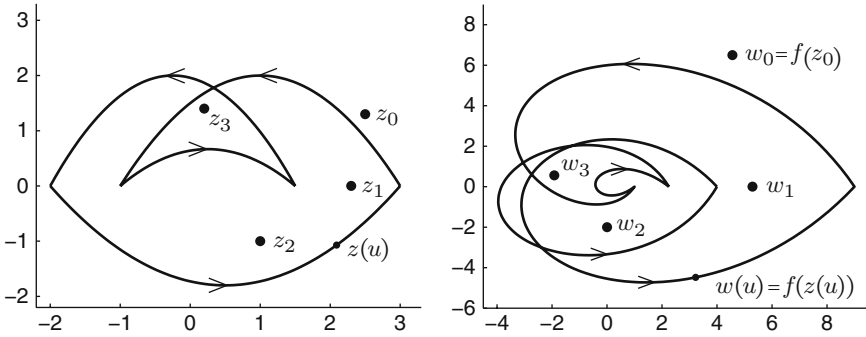 3
2
1
0
−1
−2
−2 −1 0 1 2 3
z₃
z₀
z₁
z₂
z(u)
8
6
4
2
0
−2
−4
−6
−4 −2 0 2 4 6 8
w₀=f(z₀)
w₃
w₁
w₂
w(u)=f(z(u))